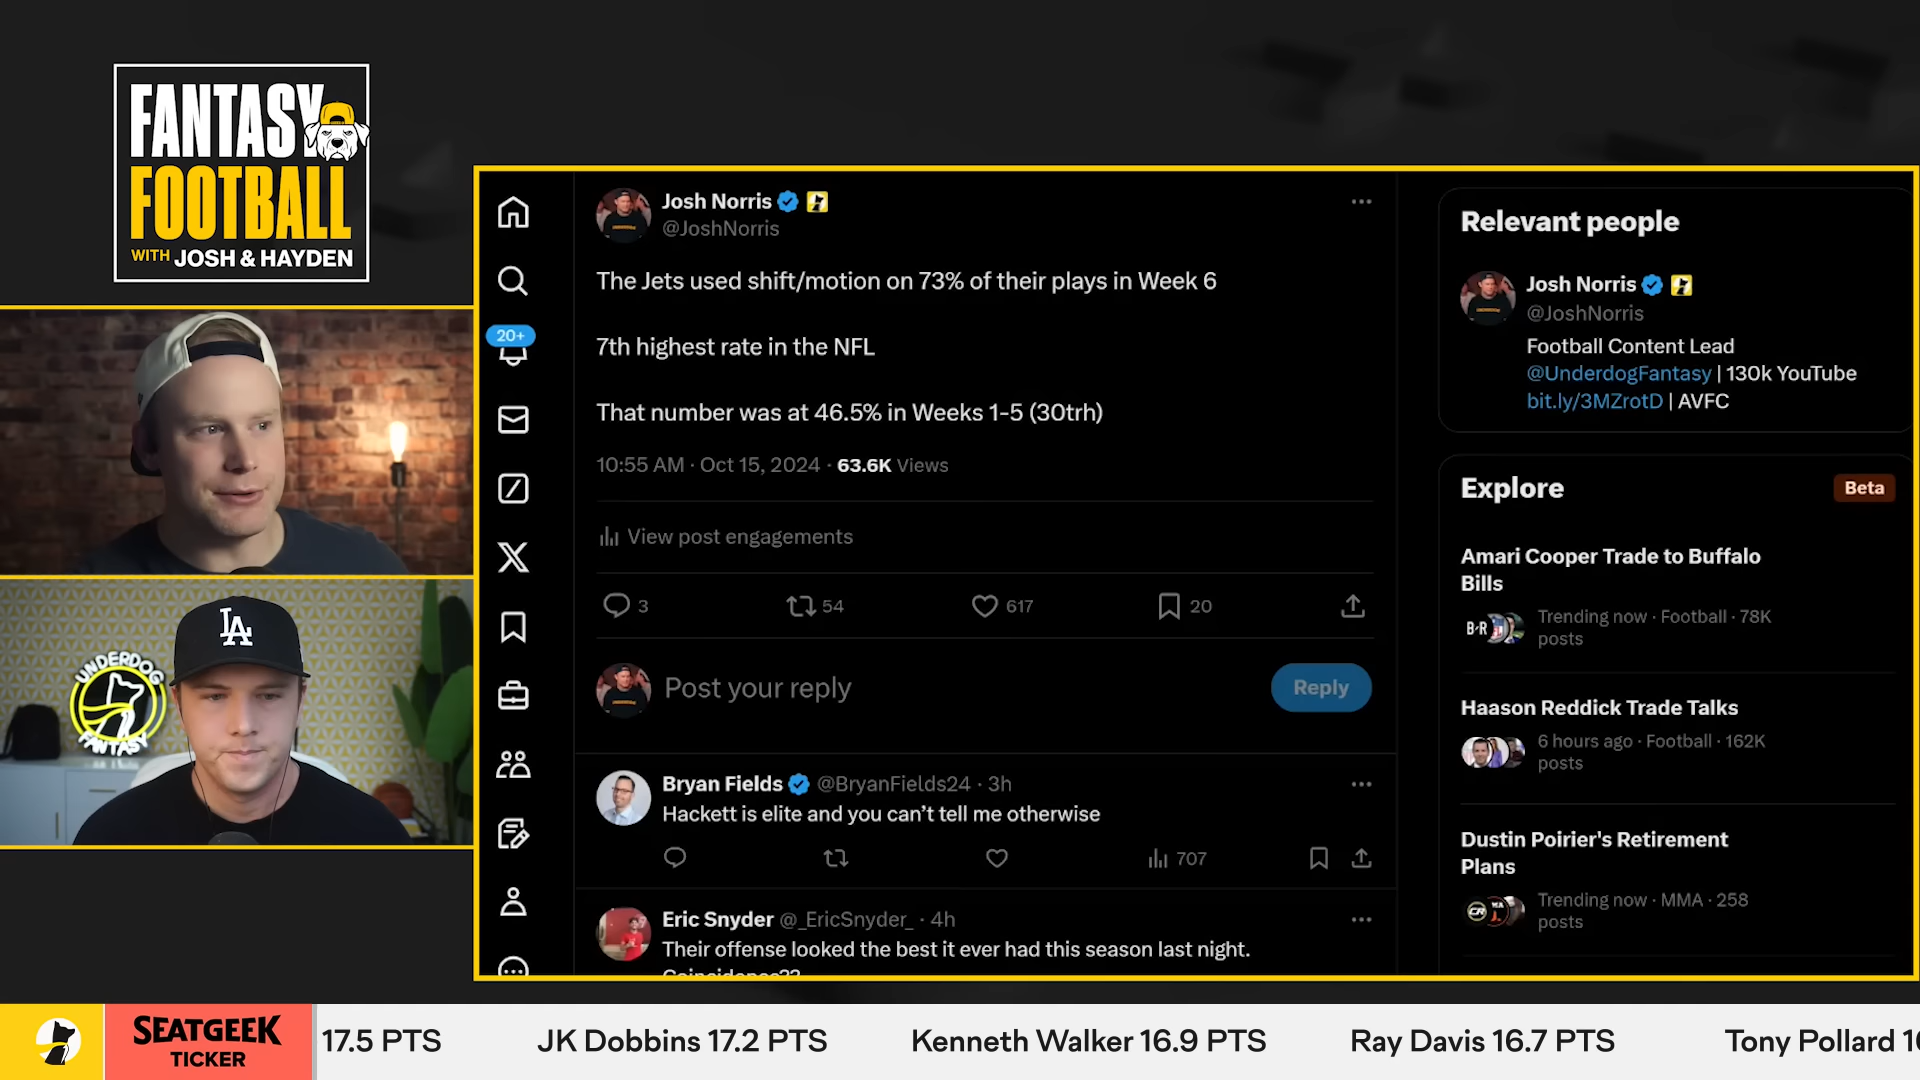 FANTASY
FOOTBALL
WITH JOSH & HAYDEN
LA
UNDERDOG
FANTASY
20+
Josh Norris
@JoshNorris
The Jets used shift/motion on 73% of their plays in Week 6
7th highest rate in the NFL
That number was at 46.5% in Weeks 1-5 (30trh)
10:55 AM · Oct 15, 2024 · 63.6K Views
View post engagements
3 54 617 20
Post your reply
Reply
Bryan Fields @BryanFields24 · 3h
Hackett is elite and you can't tell me otherwise
707
Eric Snyder @_EricSnyder_ · 4h
Their offense looked the best it ever had this season last night.
Coincidence??
Relevant people
Josh Norris
@JoshNorris
Football Content Lead
@UnderdogFantasy | 130k YouTube
bit.ly/3MZrotD | AVFC
Explore
Beta
Amari Cooper Trade to Buffalo
Bills
B/R
Trending now · Football · 78K
posts
Haason Reddick Trade Talks
6 hours ago · Football · 162K
posts
Dustin Poirier's Retirement
Plans
Trending now · MMA · 258
posts
SEATGEEK
TICKER
17.5 PTS JK Dobbins 17.2 PTS Kenneth Walker 16.9 PTS Ray Davis 16.7 PTS Tony Pollard